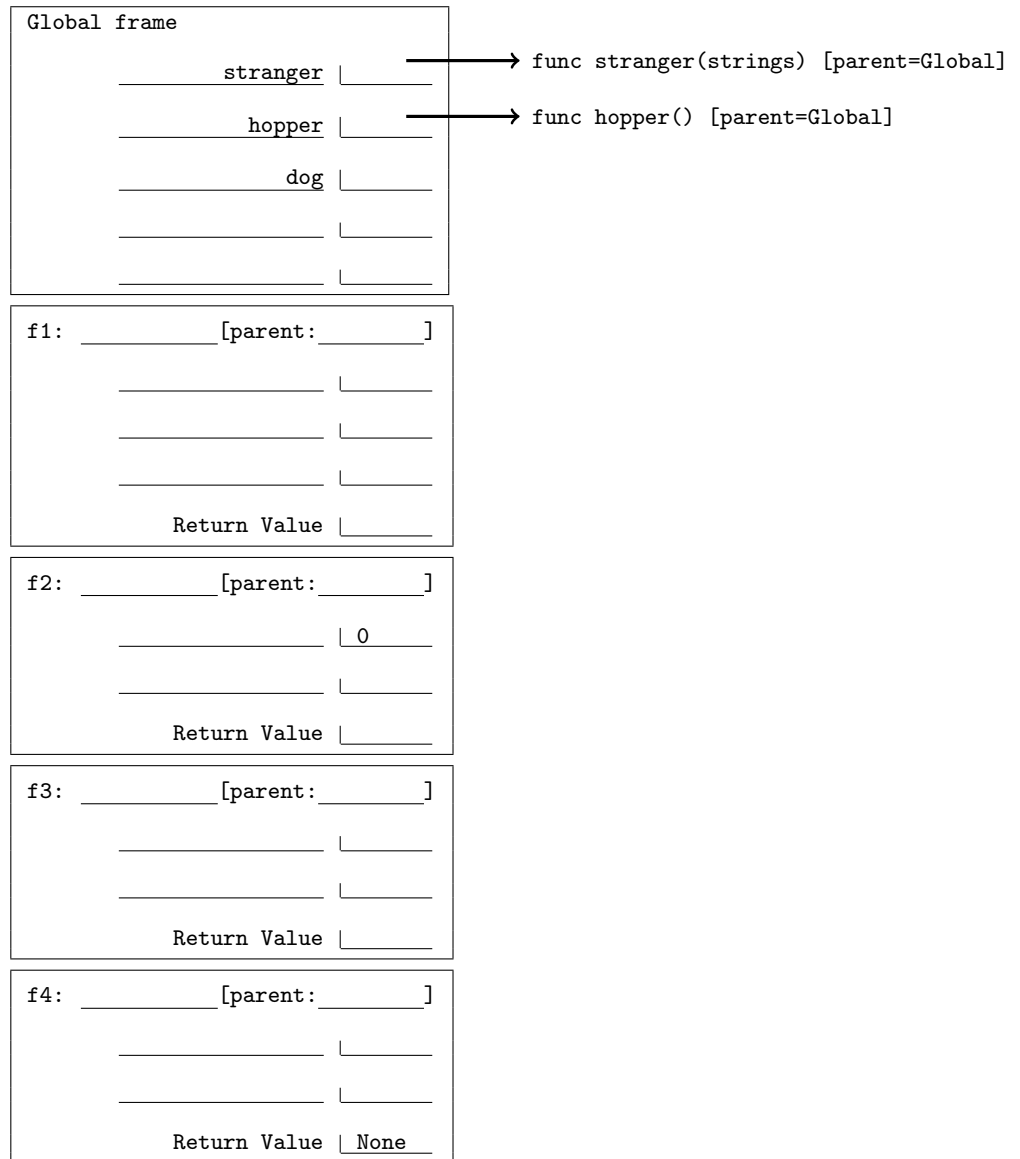 Global frame
stranger
func stranger(strings) [parent=Global]
hopper
func hopper() [parent=Global]
dog
f1: [parent: ]
Return Value
f2: [parent: ]
0
Return Value
f3: [parent: ]
Return Value
f4: [parent: ]
Return Value None